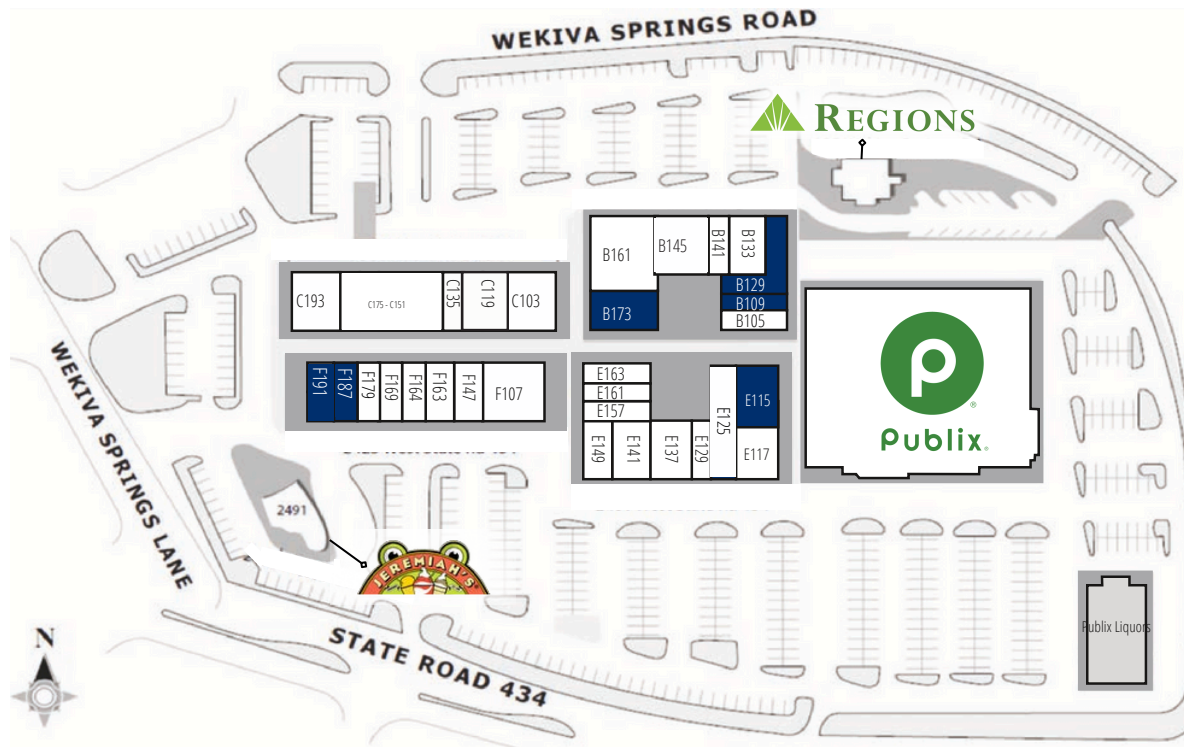 WEKIVA SPRINGS ROAD
REGIONS
B161
B145
B141
B133
B129
B109
B105
B173
C193
C175 - C151
C135
C119
C103
F191
F187
F179
F169
F164
F163
F147
F107
E163
E161
E157
E149
E141
E137
E129
E125
E115
E117
P
Publix®
WEKIVA SPRINGS LANE
2491
JEREMIAH'S
STATE ROAD 434
N
Publix Liquors